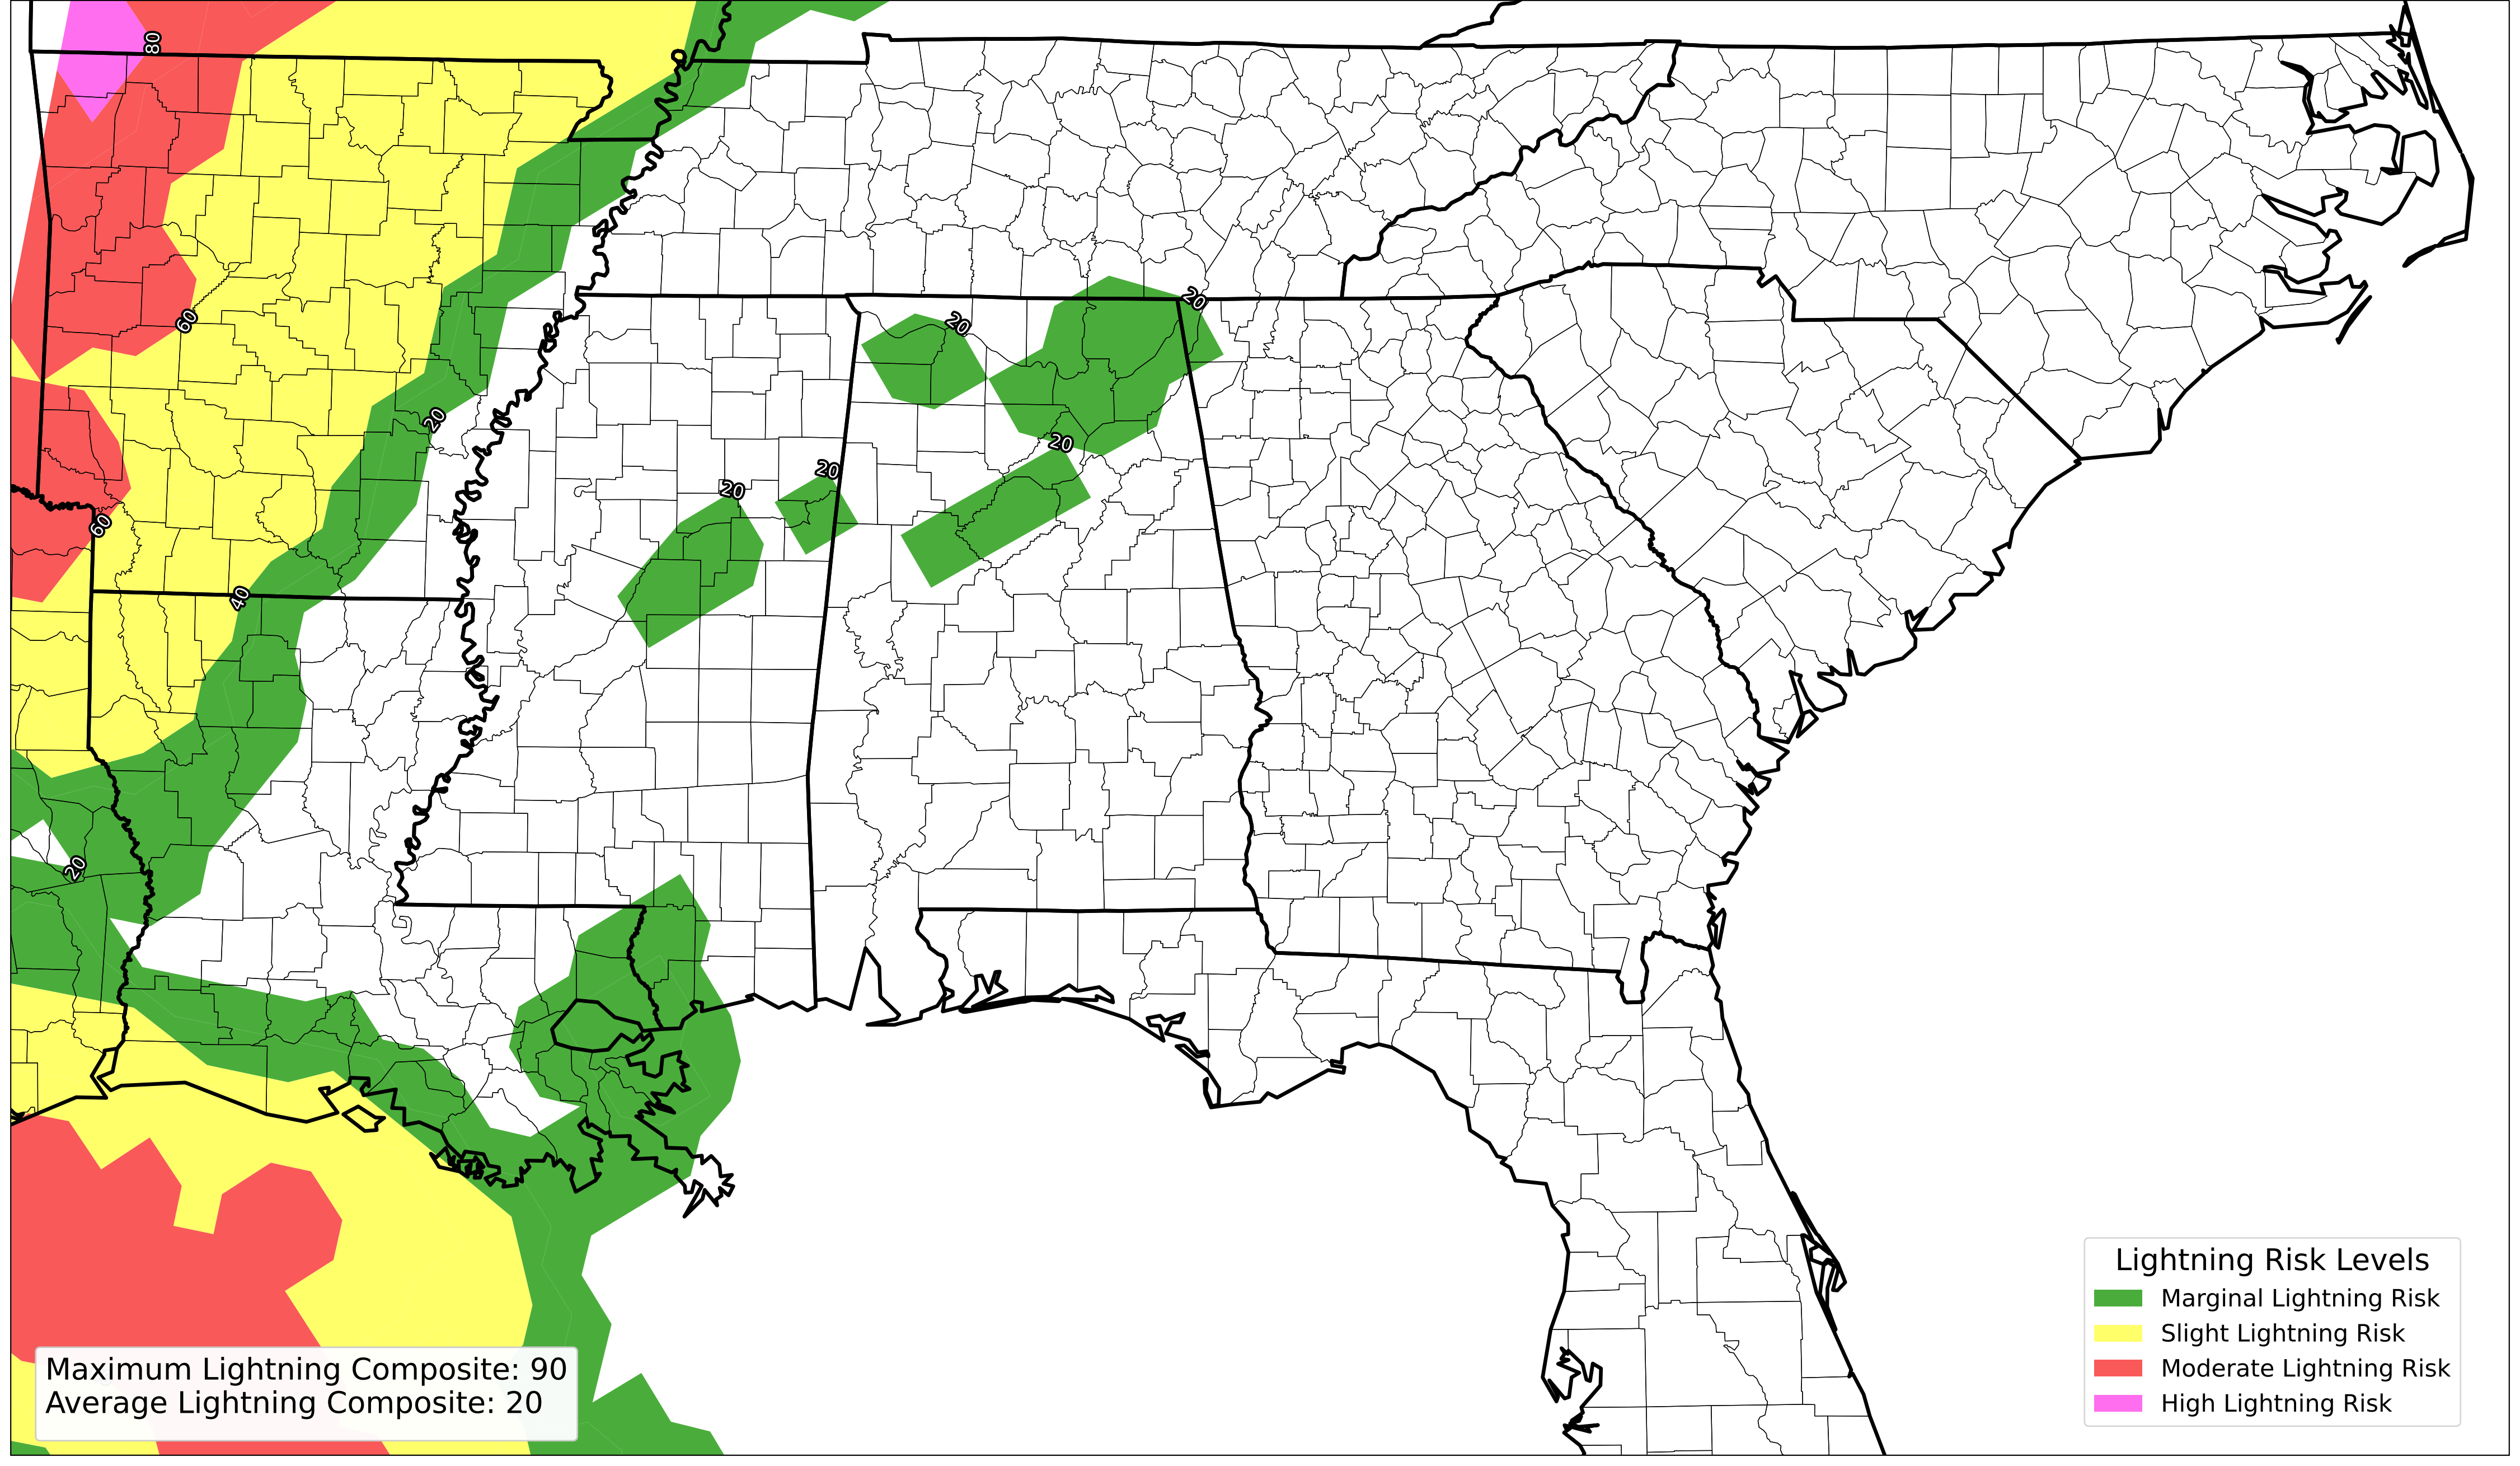 80
20
20
60
20
20
20
20
60
40
20
Lightning Risk Levels
Marginal Lightning Risk
Slight Lightning Risk
Moderate Lightning Risk
High Lightning Risk
Maximum Lightning Composite: 90
Average Lightning Composite: 20